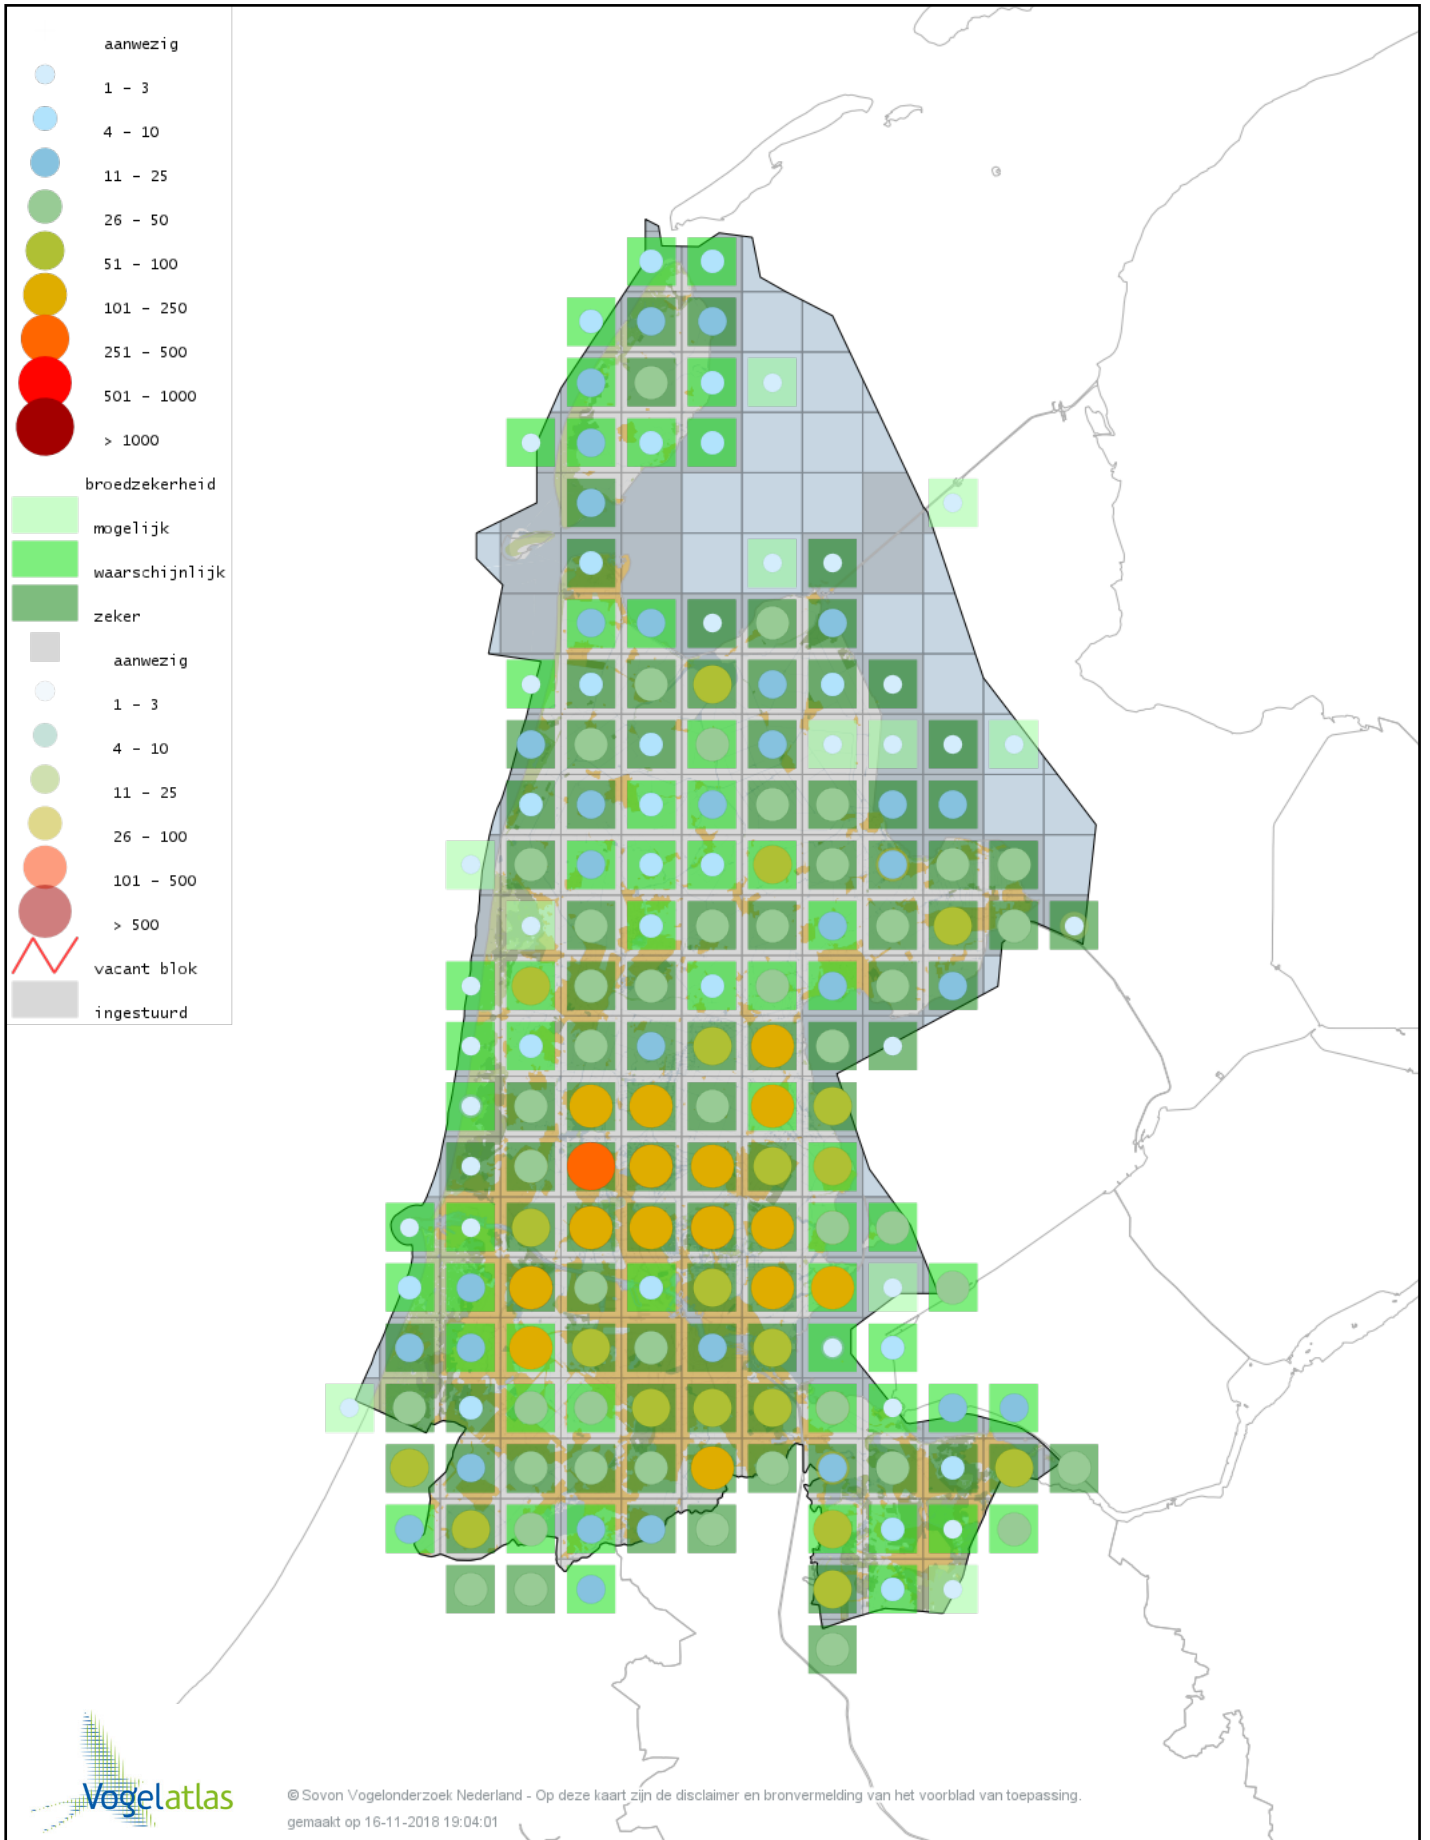 aanwezig
1 - 3
4 - 10
11 - 25
26 - 50
51 - 100
101 - 250
251 - 500
501 - 1000
> 1000
broedzekerheid
mogelijk
waarschijnlijk
zeker
aanwezig
1 - 3
4 - 10
11 - 25
26 - 100
101 - 500
> 500
vacant blok
ingestuurd
Vogelatlas
© Sovon Vogelonderzoek Nederland - Op deze kaart zijn de disclaimer en bronvermelding van het voorblad van toepassing.
gemaakt op 16-11-2018 19:04:01